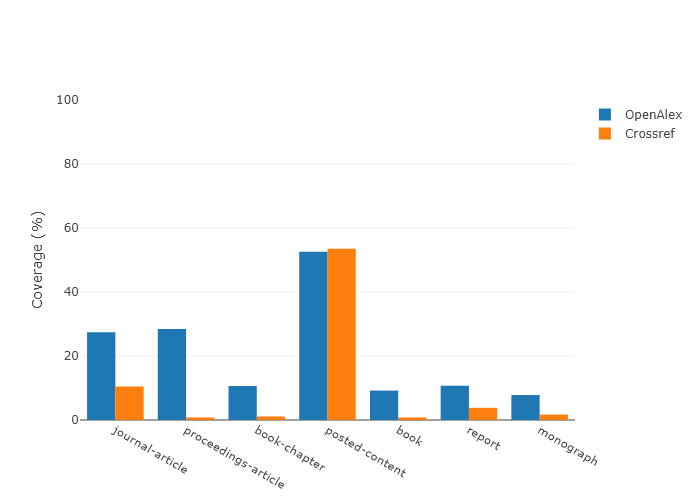 100
80
60
40
20
0
Coverage (%)
journal-article
proceedings-article
book-chapter
posted-content
book
report
monograph
OpenAlex
Crossref